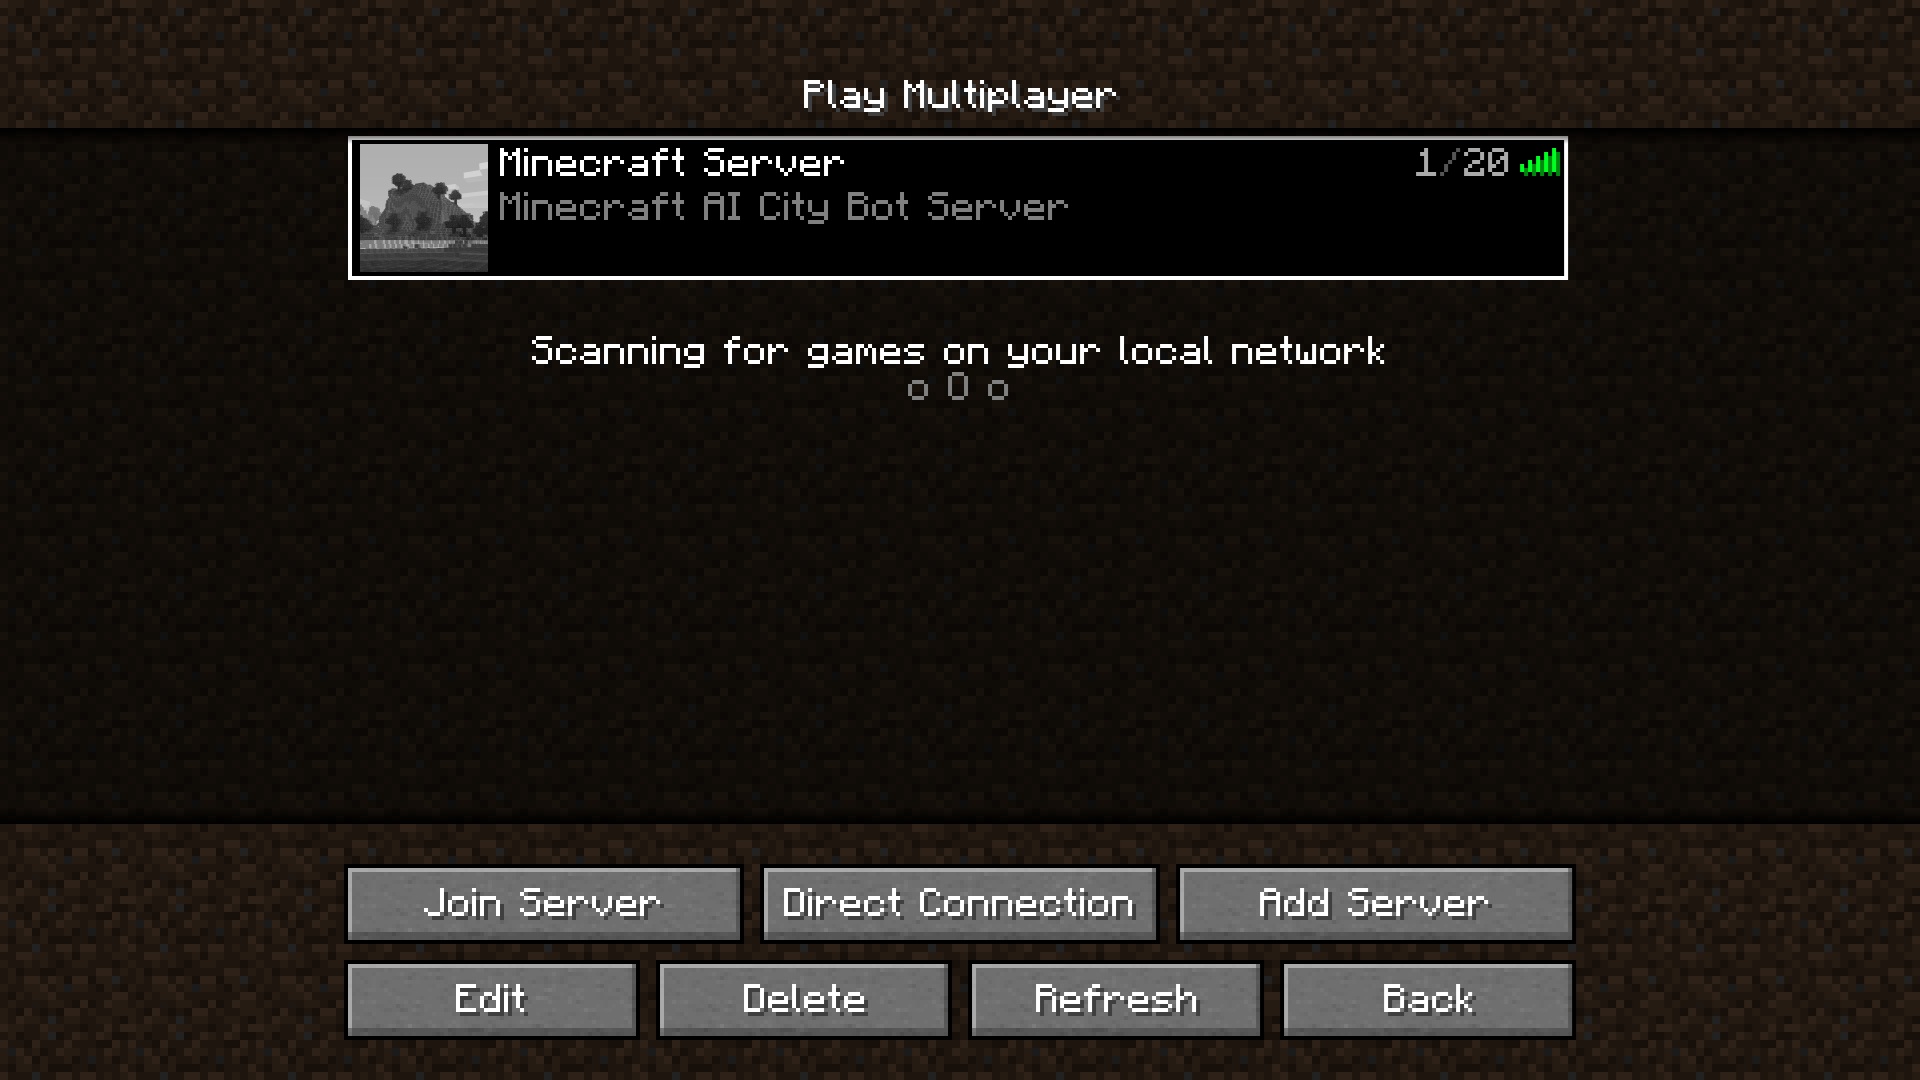 Play Multiplayer
Minecraft Server 1/20
Minecraft AI City Bot Server
Scanning for games on your local network
o O o
Join Server
Direct Connection
Add Server
Edit
Delete
Refresh
Back